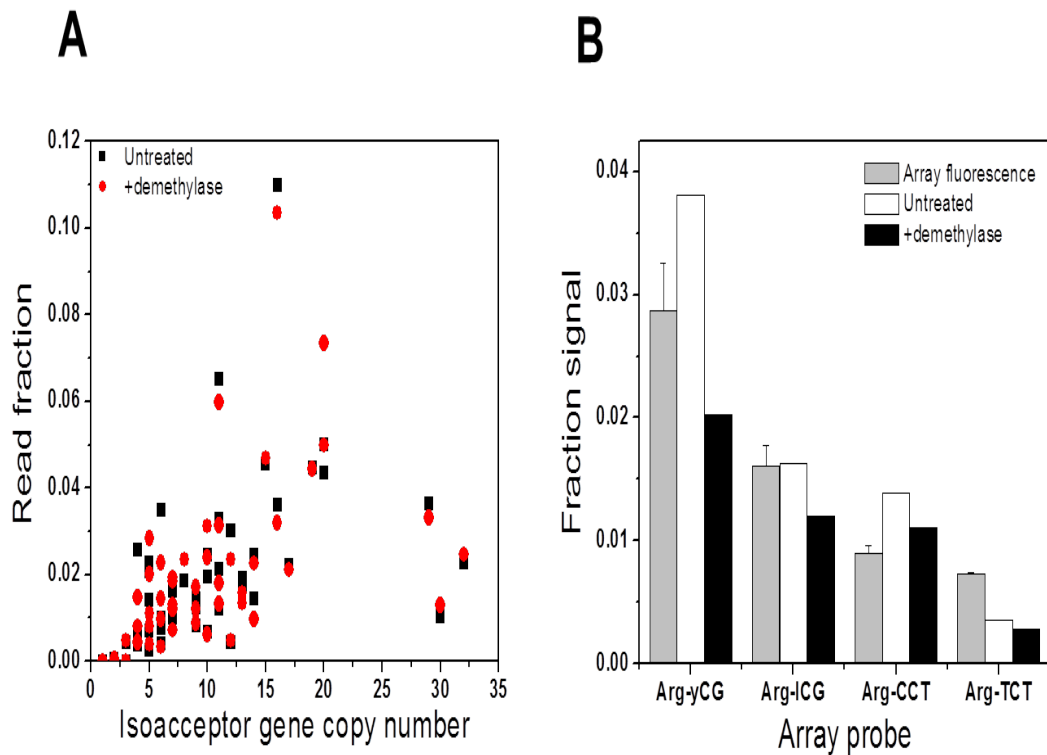 A
B
0.12
0.10
0.08
0.06
0.04
0.02
0.00
Read fraction
Untreated
+demethylase
0 5 10 15 20 25 30 35
Isoacceptor gene copy number
0.04
0.03
0.02
0.01
0.00
Fraction signal
Array fluorescence
Untreated
+demethylase
Arg-yCG Arg-ICG Arg-CCT Arg-TCT
Array probe